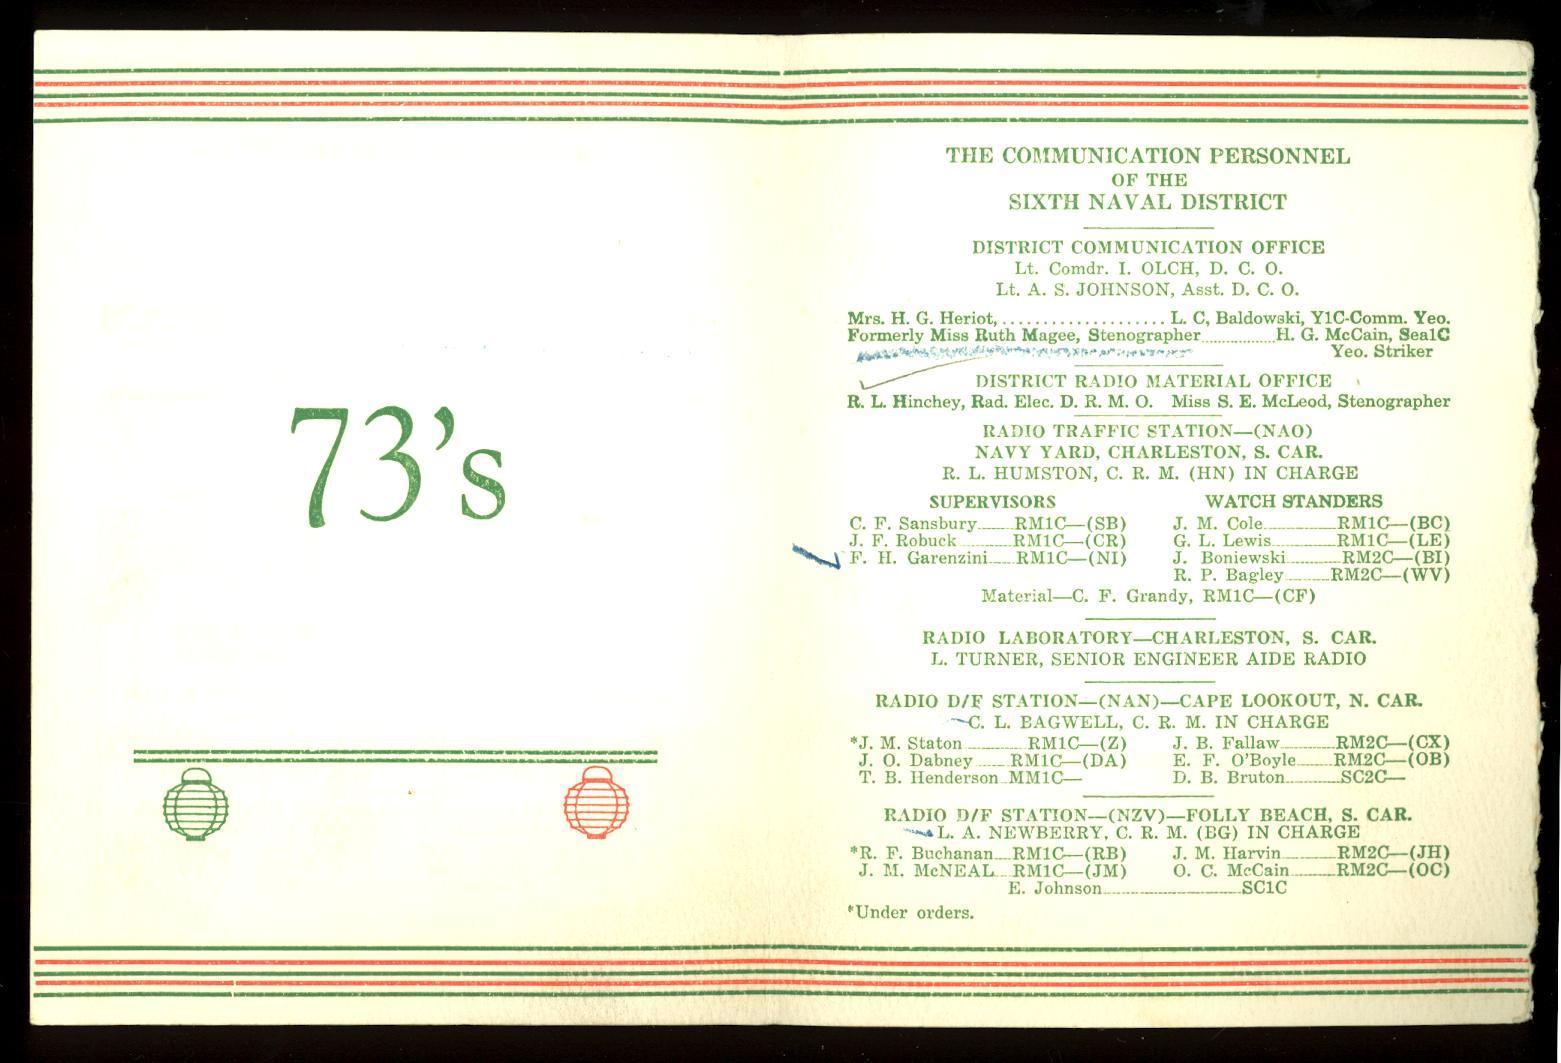 73's
THE COMMUNICATION PERSONNEL
OF THE
SIXTH NAVAL DISTRICT
DISTRICT COMMUNICATION OFFICE
Lt. Comdr. I. OLCH, D. C. O.
Lt. A. S. JOHNSON, Asst. D. C. O.
Mrs. H. G. Heriot,....................L. C, Baldowski, Y1C-Comm. Yeo.
Formerly Miss Ruth Magee, Stenographer..............H. G. McCain, Sea1C
Yeo. Striker
DISTRICT RADIO MATERIAL OFFICE
R. L. Hinchey, Rad. Elec. D. R. M. O. Miss S. E. McLeod, Stenographer
RADIO TRAFFIC STATION—(NAO)
NAVY YARD, CHARLESTON, S. CAR.
R. L. HUMSTON, C. R. M. (HN) IN CHARGE
SUPERVISORS WATCH STANDERS
C. F. Sansbury......RM1C—(SB) J. M. Cole............RM1C—(BC)
J. F. Robuck..........RM1C—(CR) G. L. Lewis...........RM1C—(LE)
F. H. Garenzini.....RM1C—(NI) J. Boniewski.........RM2C—(BI)
R. P. Bagley........RM2C—(WV)
Material—C. F. Grandy, RM1C—(CF)
RADIO LABORATORY—CHARLESTON, S. CAR.
L. TURNER, SENIOR ENGINEER AIDE RADIO
RADIO D/F STATION—(NAN)—CAPE LOOKOUT, N. CAR.
C. L. BAGWELL, C. R. M. IN CHARGE
*J. M. Staton..........RM1C—(Z) J. B. Fallaw.........RM2C—(CX)
J. O. Dabney......RM1C—(DA) E. F. O'Boyle.......RM2C—(OB)
T. B. Henderson..MM1C— D. B. Bruton.........SC2C—
RADIO D/F STATION—(NZV)—FOLLY BEACH, S. CAR.
L. A. NEWBERRY, C. R. M. (BG) IN CHARGE
*R. F. Buchanan...RM1C—(RB) J. M. Harvin.........RM2C—(JH)
J. M. McNEAL...RM1C—(JM) O. C. McCain........RM2C—(OC)
E. Johnson........................SC1C
*Under orders.